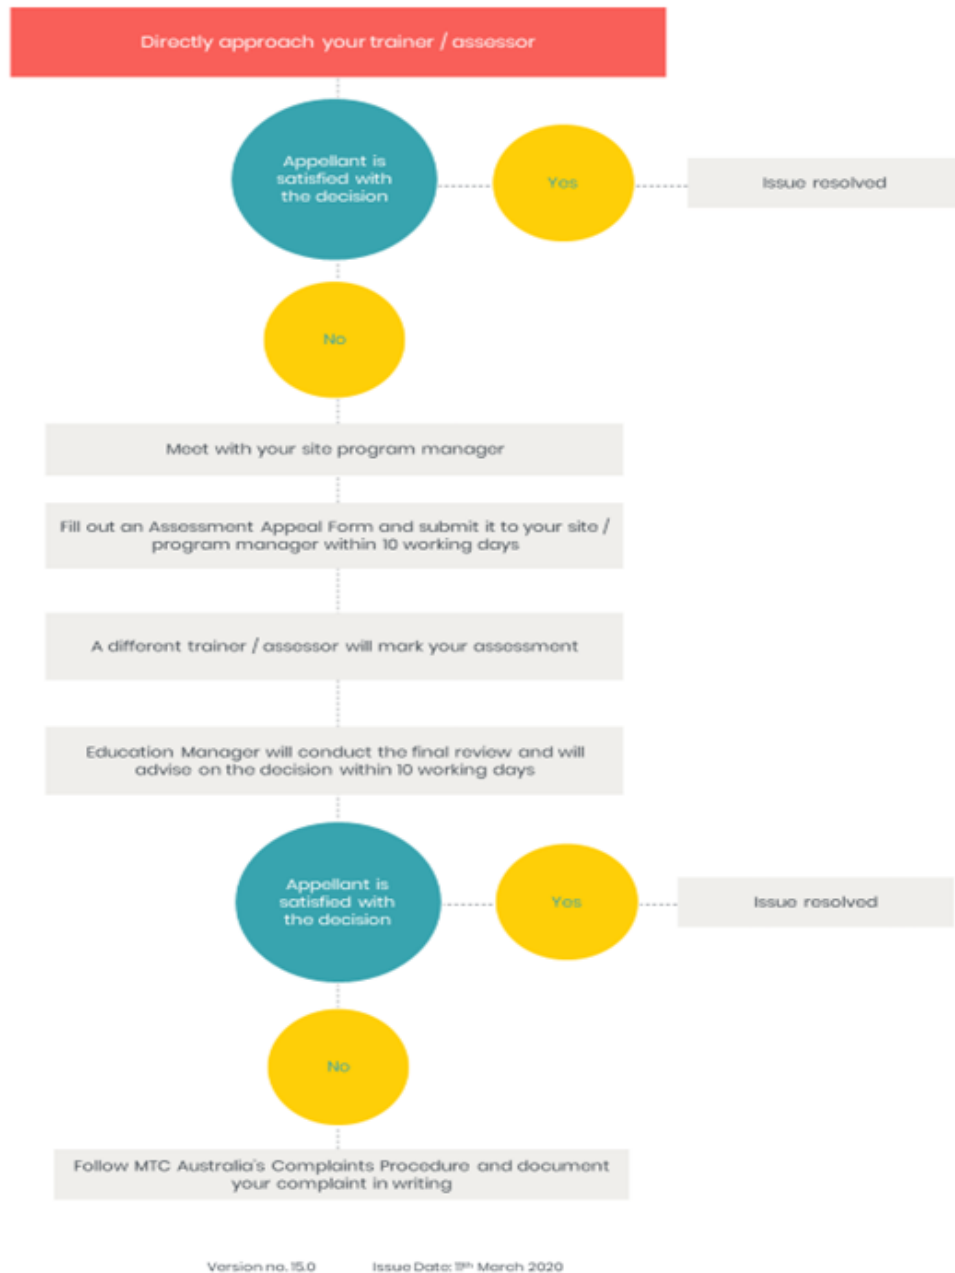 Directly approach your trainer / assessor
Appellant is
satisfied with
the decision
Yes
Issue resolved
No
Meet with your site program manager
Fill out an Assessment Appeal Form and submit it to your site /
program manager within 10 working days
A different trainer / assessor will mark your assessment
Education Manager will conduct the final review and will
advise on the decision within 10 working days
Appellant is
satisfied with
the decision
Yes
Issue resolved
No
Follow MTC Australia's Complaints Procedure and document
your complaint in writing
Version no. 15.0 Issue Date: 11th March 2020